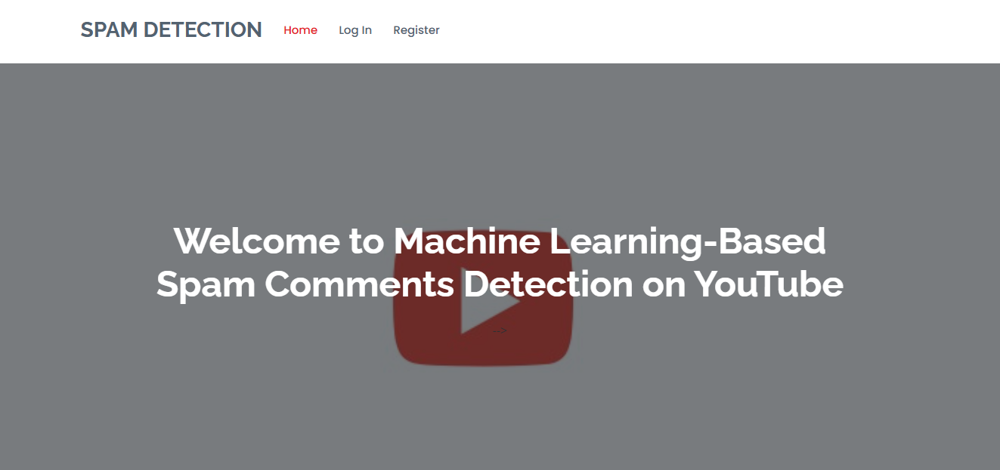 SPAM DETECTION Home Log In Register
Welcome to Machine Learning-Based
Spam Comments Detection on YouTube
-->